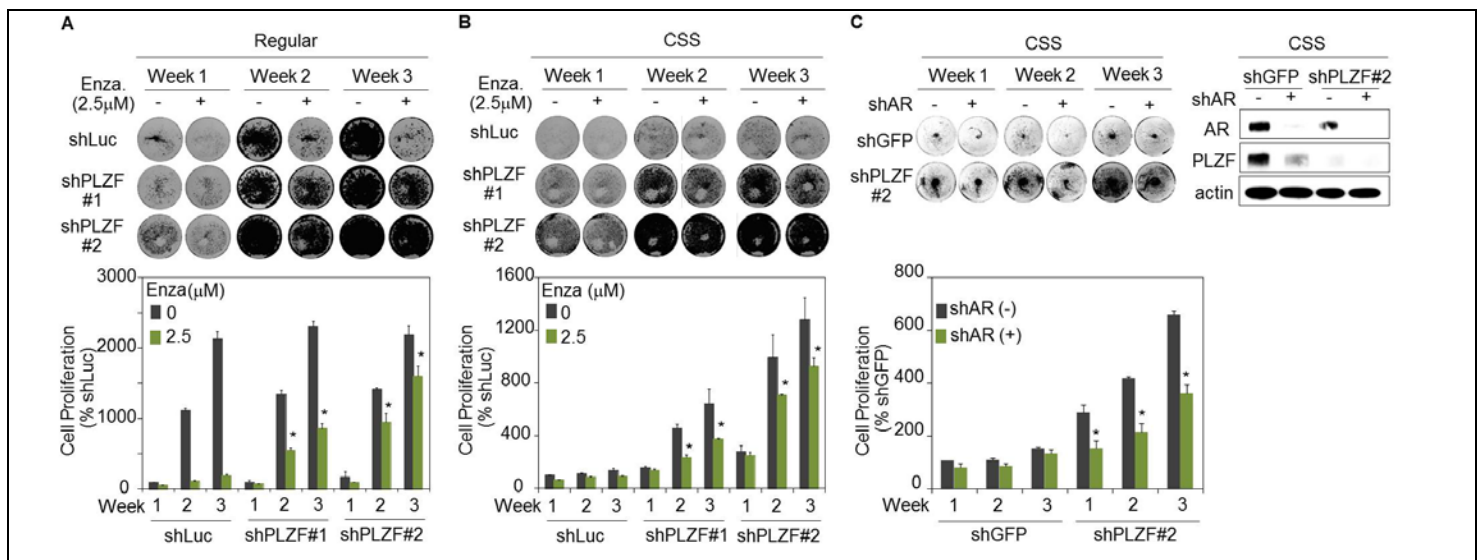 A
Regular
Enza.
(2.5μM)
Week 1 Week 2 Week 3
- + - + - +
shLuc
shPLZF
#1
shPLZF
#2
Cell Proliferation
(% shLuc)
3000
2500
1000
0
Enza(μM)
0
2.5
* * * *
Week 1 2 3 1 2 3 1 2 3
shLuc shPLZF#1 shPLZF#2
B
CSS
Enza.
(2.5μM)
Week 1 Week 2 Week 3
- + - + - +
shLuc
shPLZF
#1
shPLZF
#2
Cell Proliferation
(% shLuc)
1600
1200
800
400
0
Enza (μM)
0
2.5
* * * *
Week 1 2 3 1 2 3 1 2 3
shLuc shPLZF#1 shPLZF#2
C
CSS
Week 1 Week 2 Week 3
shAR - + - + - +
shGFP
shPLZF
#2
CSS
shGFP shPLZF#2
shAR - + - +
AR
PLZF
actin
Cell Proliferation
(% shGFP)
800
600
400
200
0
shAR (-)
shAR (+)
* * *
Week 1 2 3 1 2 3
shGFP shPLZF#2